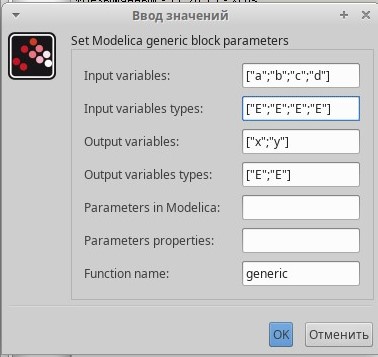 Ввод значений
Set Modelica generic block parameters
Input variables: ["a";"b";"c";"d"]
Input variables types: ["E";"E";"E";"E"]
Output variables: ["x";"y"]
Output variables types: ["E";"E"]
Parameters in Modelica:
Parameters properties:
Function name: generic
OK Отменить